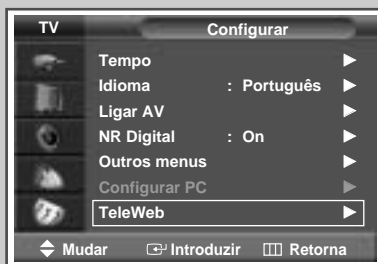 TV Configurar
Tempo
Idioma : Português
Ligar AV
NR Digital : On
Outros menus
Configurar PC
TeleWeb
Mudar Introduzir Retorna